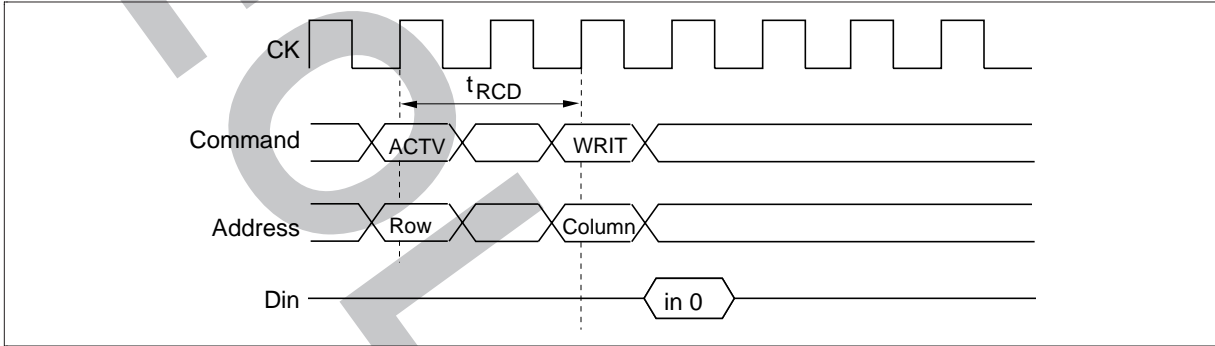 CK
tRCD
Command ACTV WRIT
Address Row Column
Din in 0